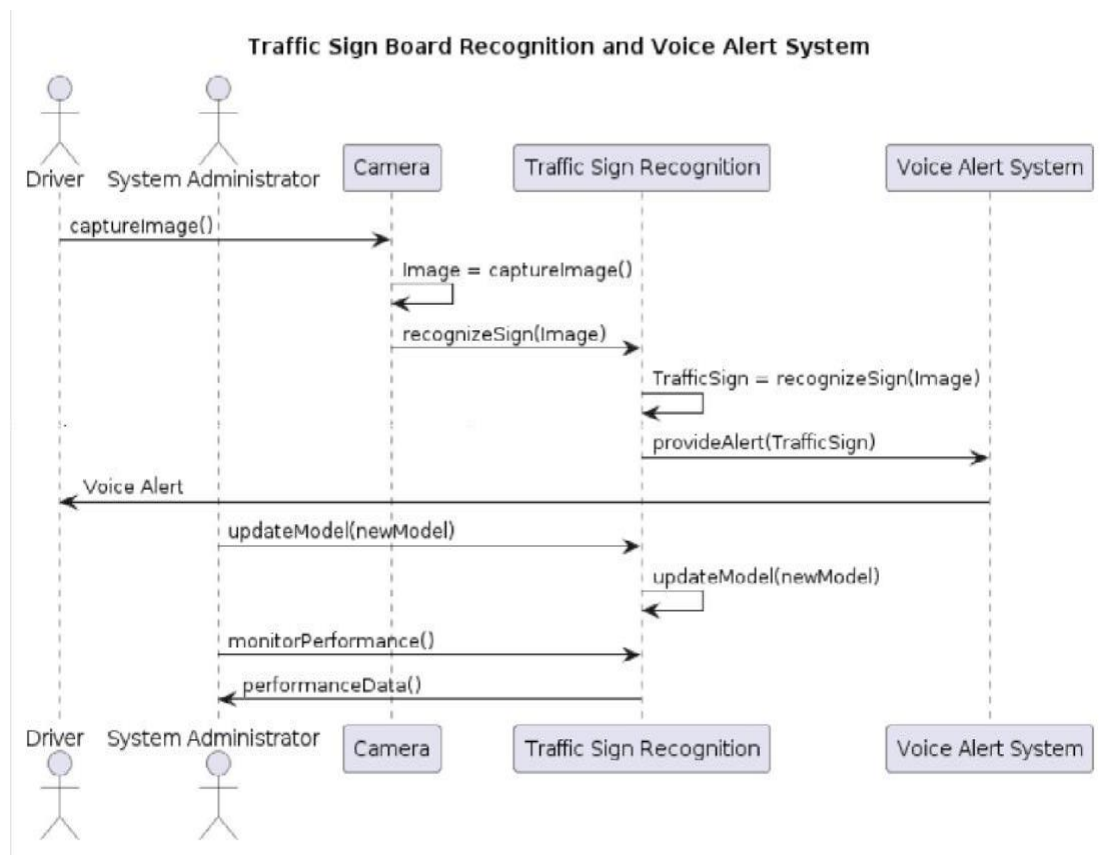 Traffic Sign Board Recognition and Voice Alert System
Driver System Administrator Camera Traffic Sign Recognition Voice Alert System
captureImage()
Image = captureImage()
recognizeSign(Image)
TrafficSign = recognizeSign(Image)
provideAlert(TrafficSign)
Voice Alert
updateModel(newModel)
updateModel(newModel)
monitorPerformance()
performanceData()
Driver System Administrator Camera Traffic Sign Recognition Voice Alert System